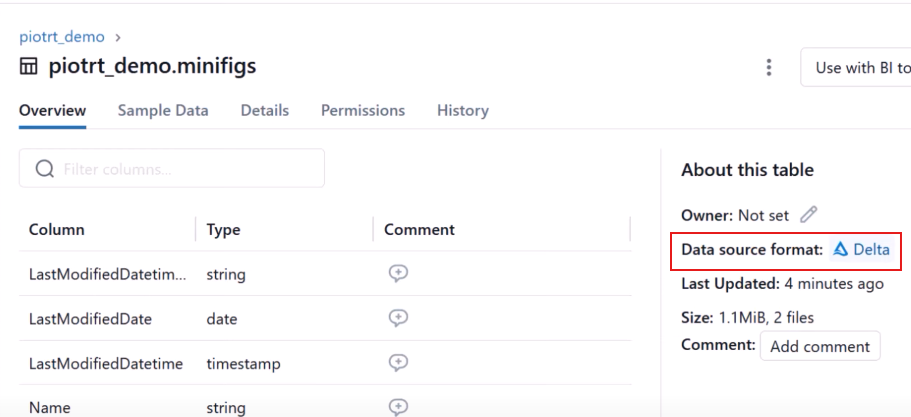 piotrt_demo >
piotrt_demo.minifigs
Use with BI to
Overview Sample Data Details Permissions History
Filter columns...
Column Type Comment
LastModifiedDatetim... string
LastModifiedDate date
LastModifiedDatetime timestamp
Name string
About this table
Owner: Not set
Data source format: Delta
Last Updated: 4 minutes ago
Size: 1.1MiB, 2 files
Comment: Add comment